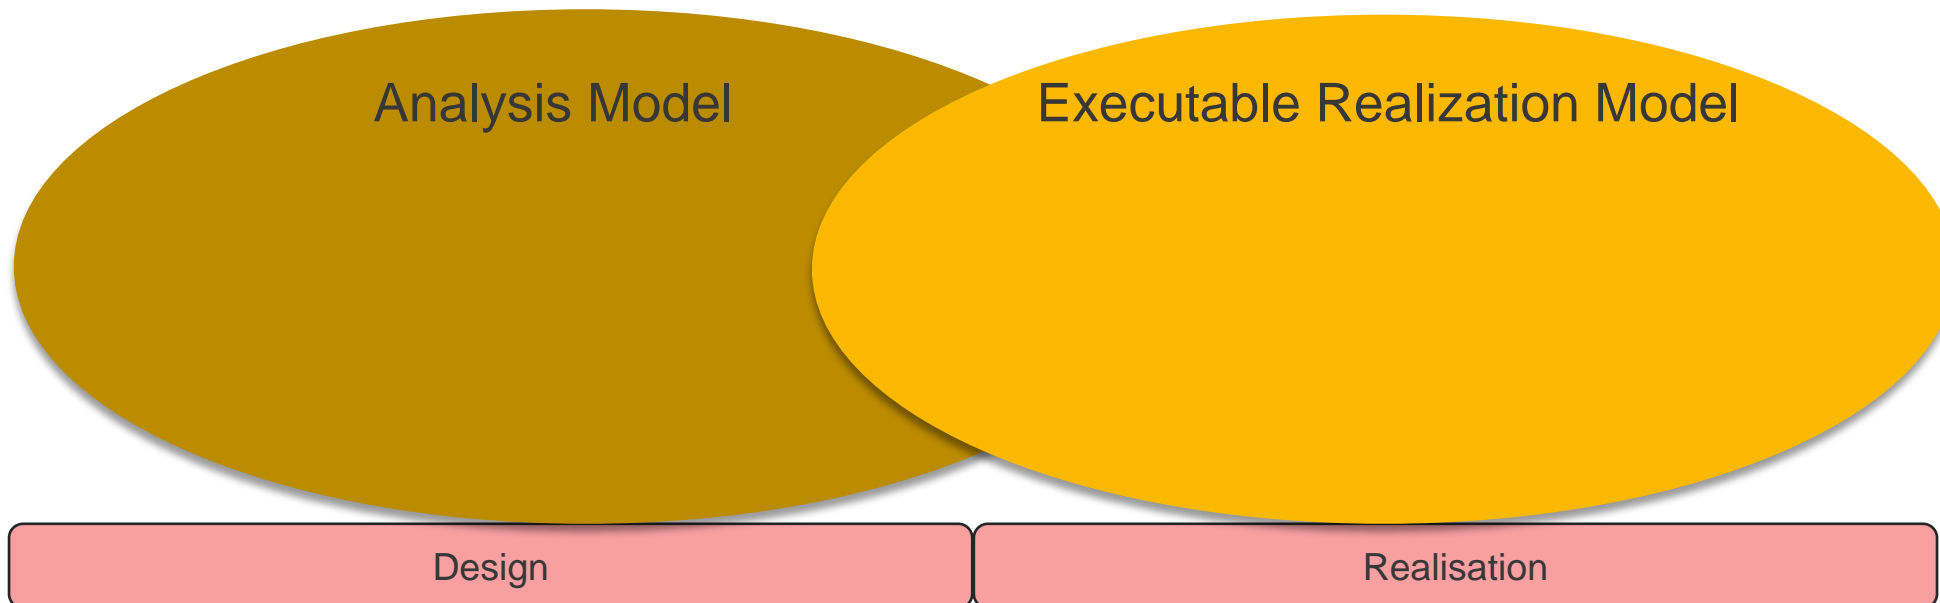 Analysis Model
Executable Realization Model
Design
Realisation